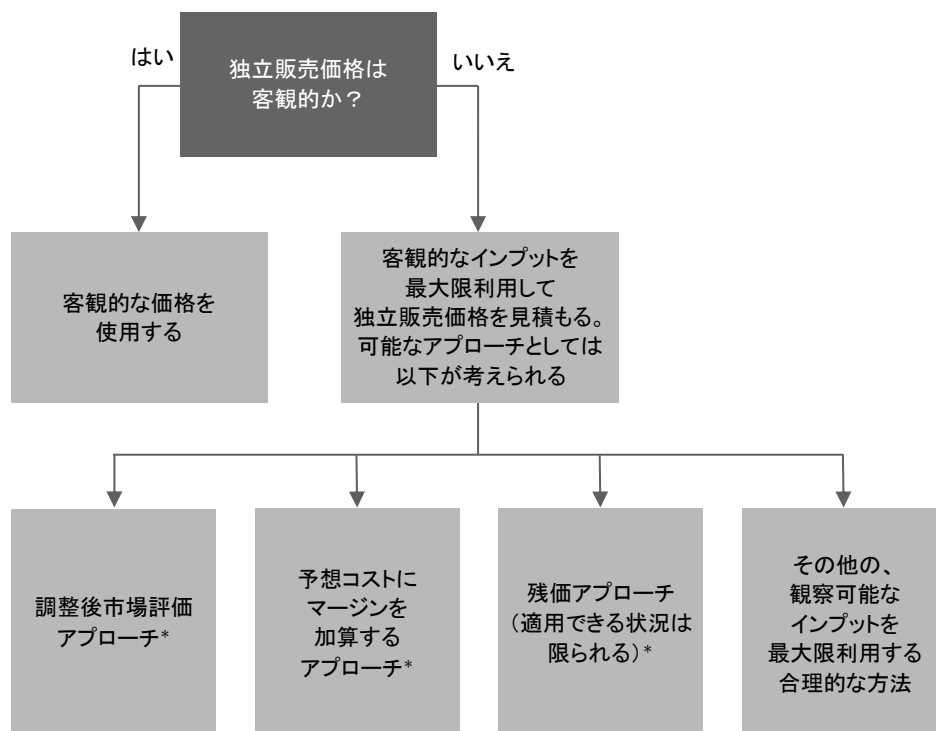 はい
独立販売価格は
客観的か？
いいえ
客観的な価格を
使用する
客観的なインプットを
最大限利用して
独立販売価格を見積もる。
可能なアプローチとしては
以下が考えられる
調整後市場評価
アプローチ*
予想コストに
マージンを
加算する
アプローチ*
残価アプローチ
（適用できる状況は
限られる）*
その他の、
観察可能な
インプットを
最大限利用する
合理的な方法